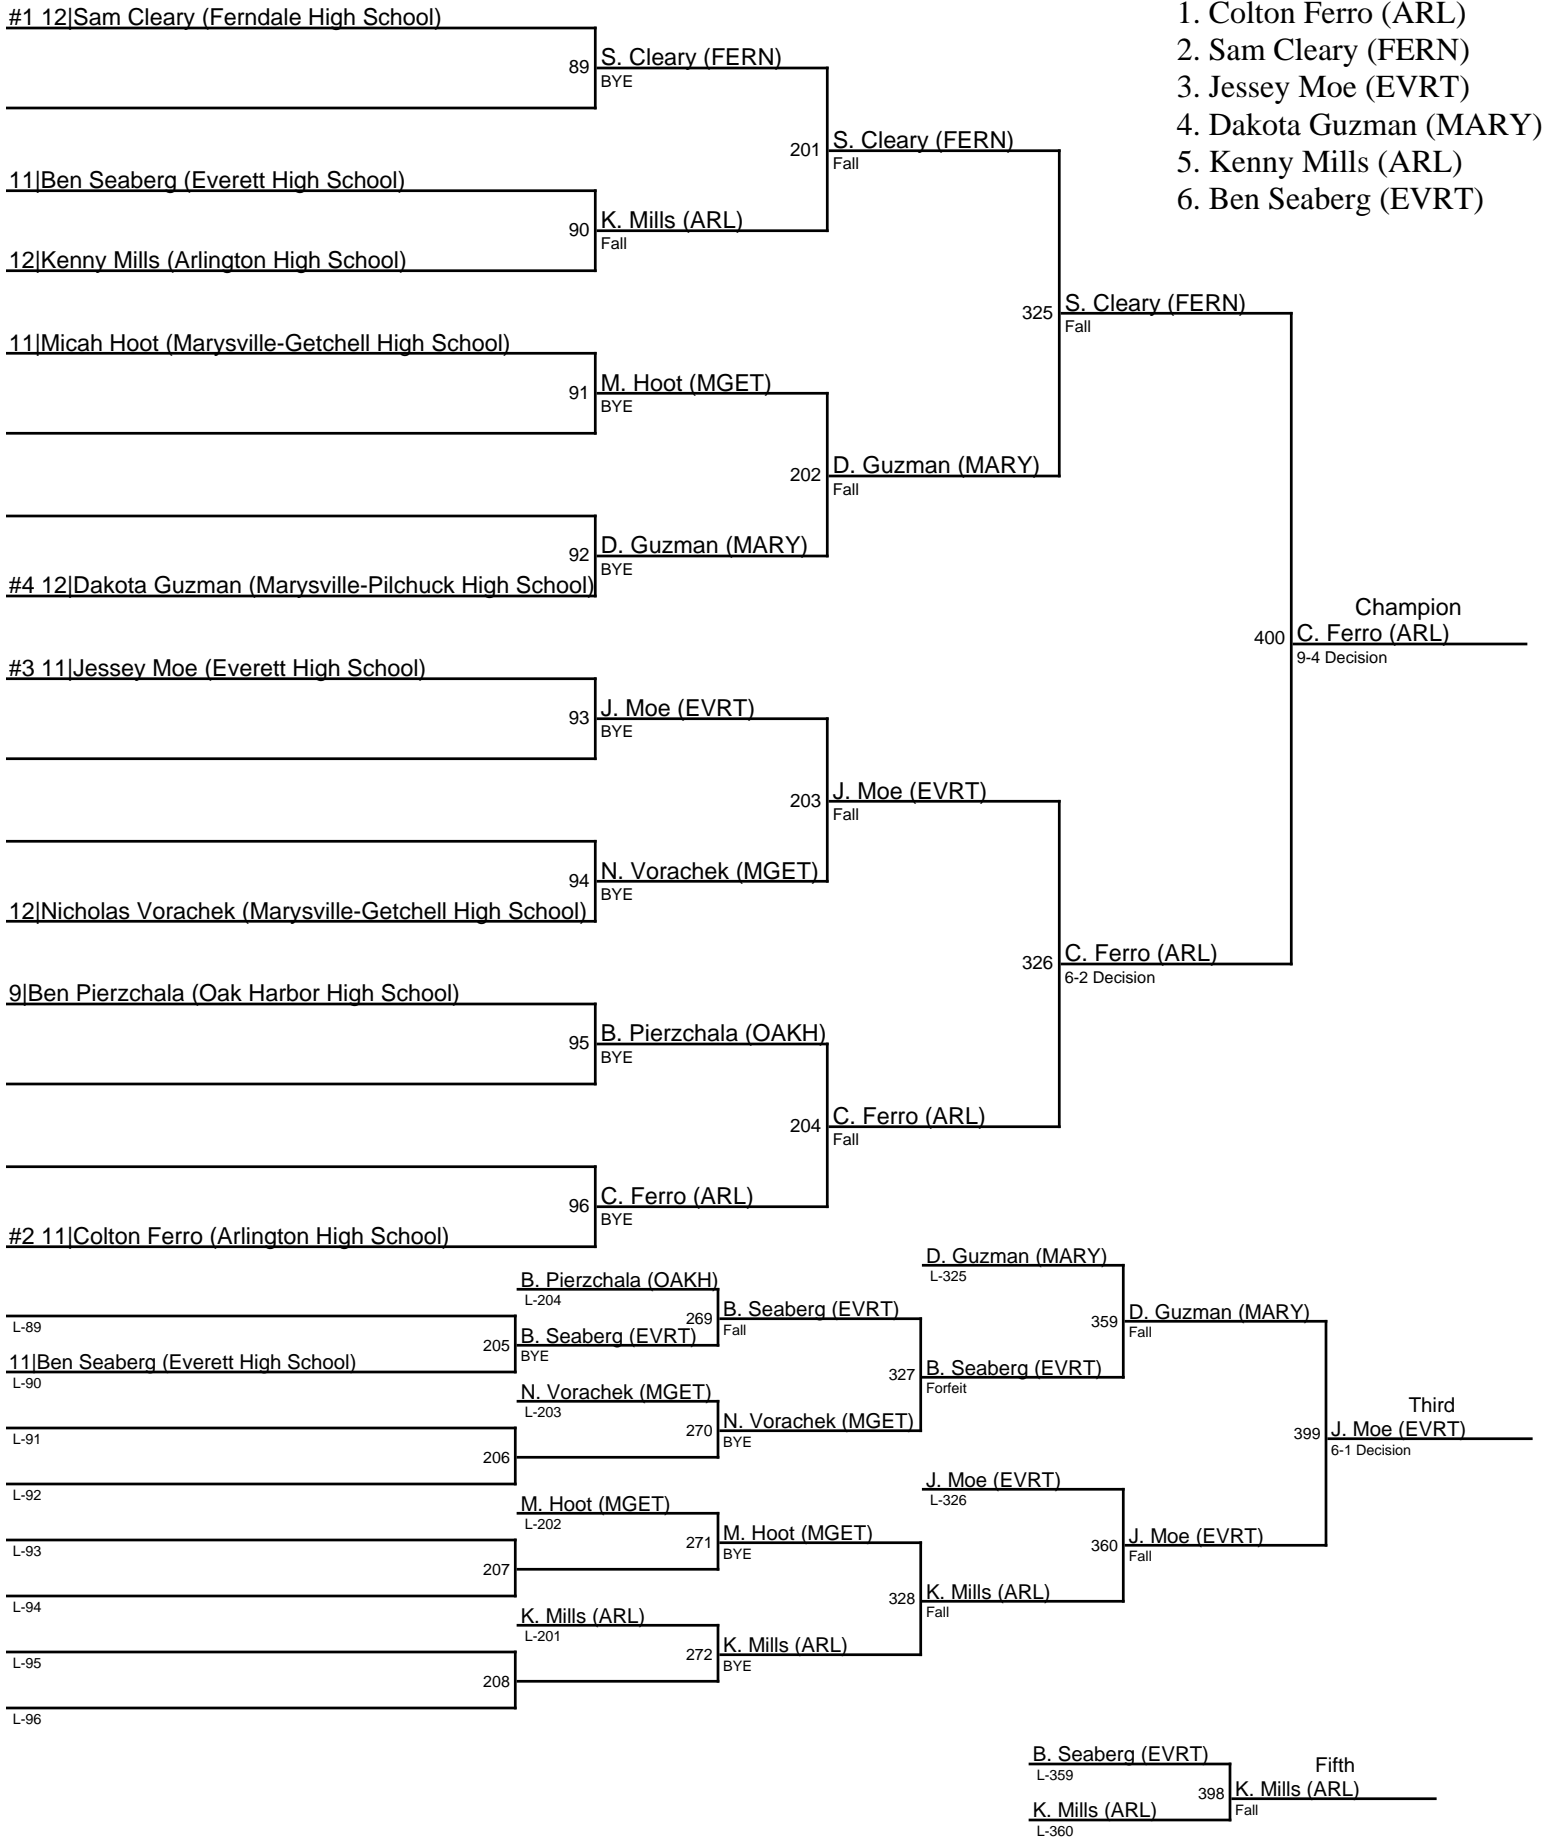 #1 12|Sam Cleary (Ferndale High School)
89
S. Cleary (FERN)
BYE
11|Ben Seaberg (Everett High School)
12|Kenny Mills (Arlington High School)
90
K. Mills (ARL)
Fall
201
S. Cleary (FERN)
Fall
11|Micah Hoot (Marysville-Getchell High School)
91
M. Hoot (MGET)
BYE
#4 12|Dakota Guzman (Marysville-Pilchuck High School)
92
D. Guzman (MARY)
BYE
202
D. Guzman (MARY)
Fall
325
S. Cleary (FERN)
Fall
#3 11|Jessey Moe (Everett High School)
93
J. Moe (EVRT)
BYE
12|Nicholas Vorachek (Marysville-Getchell High School)
94
N. Vorachek (MGET)
BYE
203
J. Moe (EVRT)
Fall
9|Ben Pierzchala (Oak Harbor High School)
95
B. Pierzchala (OAKH)
BYE
#2 11|Colton Ferro (Arlington High School)
96
C. Ferro (ARL)
BYE
204
C. Ferro (ARL)
Fall
326
C. Ferro (ARL)
6-2 Decision
Champion
400
C. Ferro (ARL)
9-4 Decision
1. Colton Ferro (ARL)
2. Sam Cleary (FERN)
3. Jessey Moe (EVRT)
4. Dakota Guzman (MARY)
5. Kenny Mills (ARL)
6. Ben Seaberg (EVRT)
L-89
11|Ben Seaberg (Everett High School)
L-90
205
B. Pierzchala (OAKH)
L-204
B. Seaberg (EVRT)
BYE
269
B. Seaberg (EVRT)
Fall
L-91
L-92
206
N. Vorachek (MGET)
L-203
270
N. Vorachek (MGET)
BYE
327
B. Seaberg (EVRT)
Forfeit
D. Guzman (MARY)
L-325
359
D. Guzman (MARY)
Fall
L-93
L-94
207
M. Hoot (MGET)
L-202
271
M. Hoot (MGET)
BYE
L-95
L-96
208
K. Mills (ARL)
L-201
272
K. Mills (ARL)
BYE
328
K. Mills (ARL)
Fall
J. Moe (EVRT)
L-326
360
J. Moe (EVRT)
Fall
Third
399
J. Moe (EVRT)
6-1 Decision
B. Seaberg (EVRT)
L-359
K. Mills (ARL)
L-360
398
Fifth
K. Mills (ARL)
Fall